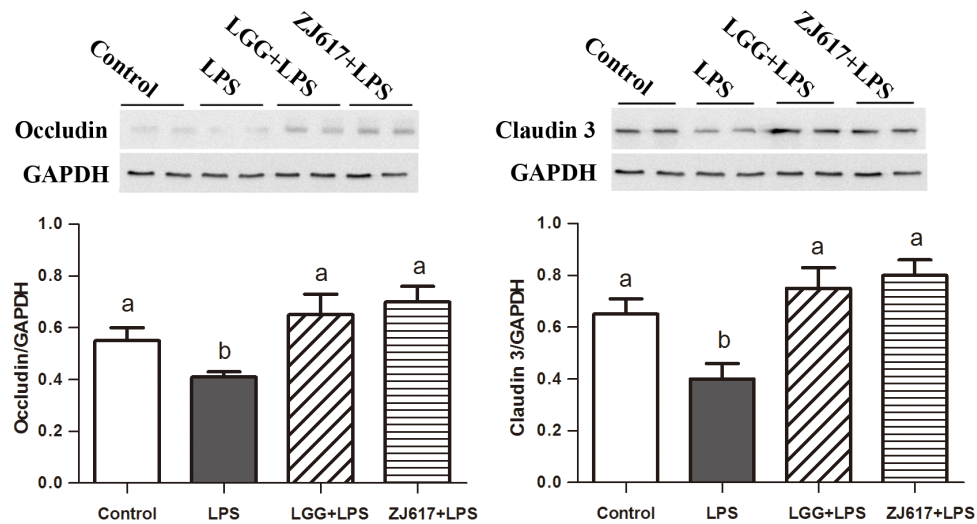 Control
LPS
LGG+LPS
ZJ617+LPS
Occludin
GAPDH
1.0
0.8
0.6
0.4
0.2
0.0
Occludin/GAPDH
a
b
a
a
Control
LPS
LGG+LPS
ZJ617+LPS
Control
LPS
LGG+LPS
ZJ617+LPS
Claudin 3
GAPDH
1.0
0.8
0.6
0.4
0.2
0.0
Claudin 3/GAPDH
a
b
a
a
Control
LPS
LGG+LPS
ZJ617+LPS